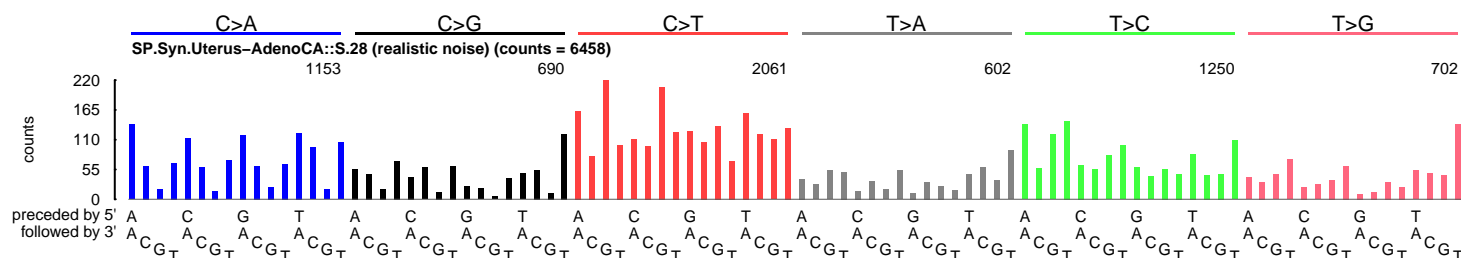 C>A C>G C>T T>A T>C T>G
SP.Syn.Uterus–AdenoCA::S.28 (realistic noise) (counts = 6458)
1153 690 2061 602 1250 702
220
165
110
55
0
counts
preceded by 5' A C G T A C G T A C G T A C G T A C G T A C G T
followed by 3' A C G T A C G T A C G T A C G T A C G T A C G T A C G T A C G T A C G T A C G T A C G T A C G T A C G T A C G T A C G T A C G T A C G T A C G T A C G T A C G T A C G T A C G T A C G T A C G T